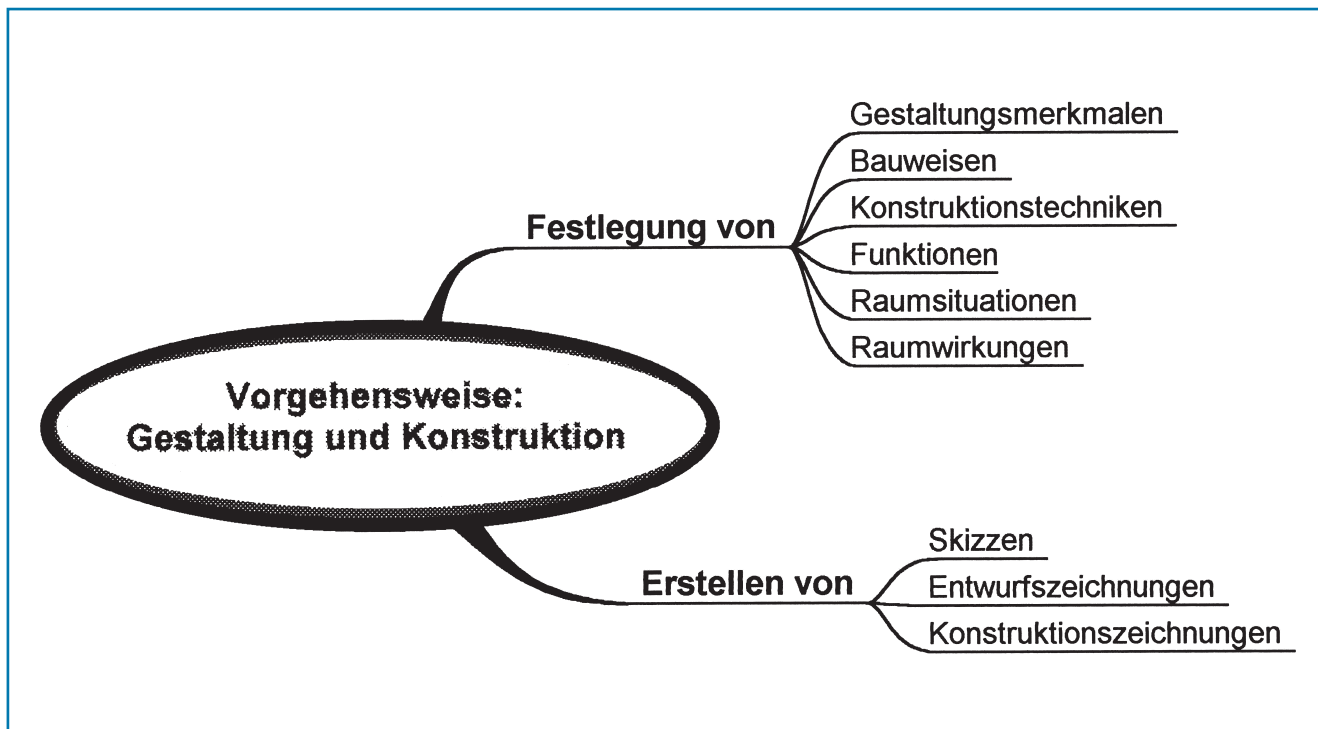 Vorgehensweise:
Gestaltung und Konstruktion
Festlegung von
Gestaltungsmerkmalen
Bauweisen
Konstruktionstechniken
Funktionen
Raumsituationen
Raumwirkungen
Erstellen von
Skizzen
Entwurfszeichnungen
Konstruktionszeichnungen